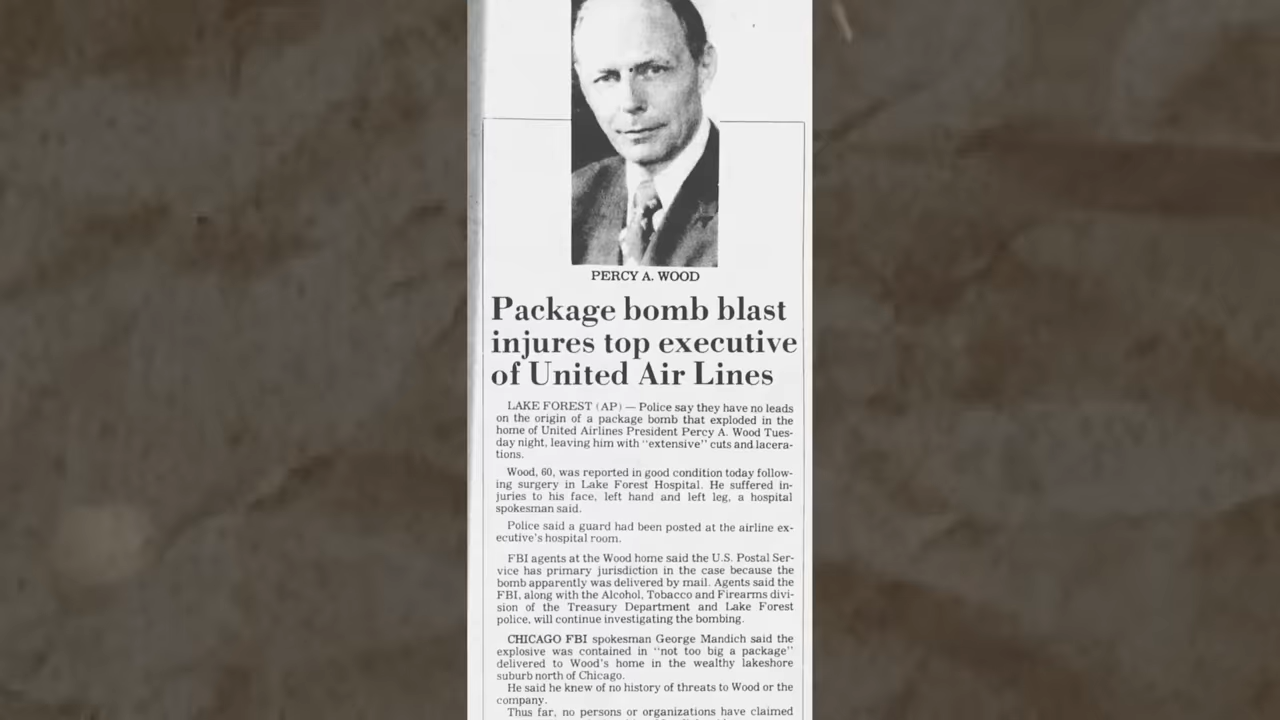 PERCY A. WOOD
Package bomb blast
injures top executive
of United Air Lines
LAKE FOREST (AP) — Police say they have no leads
on the origin of a package bomb that exploded in the
home of United Airlines President Percy A. Wood Tues-
day night, leaving him with "extensive" cuts and lacera-
tions.
Wood, 60, was reported in good condition today follow-
ing surgery in Lake Forest Hospital. He suffered in-
juries to his face, left hand and left leg, a hospital
spokesman said.
Police said a guard had been posted at the airline ex-
ecutive's hospital room.
FBI agents at the Wood home said the U.S. Postal Ser-
vice has primary jurisdiction in the case because the
bomb apparently was delivered by mail. Agents said the
FBI, along with the Alcohol, Tobacco and Firearms divi-
sion of the Treasury Department and Lake Forest
police, will continue investigating the bombing.
CHICAGO FBI spokesman George Mandich said the
explosive was contained in "not too big a package"
delivered to Wood's home in the wealthy lakeshore
suburb north of Chicago.
He said he knew of no history of threats to Wood or the
company.
Thus far, no persons or organizations have claimed